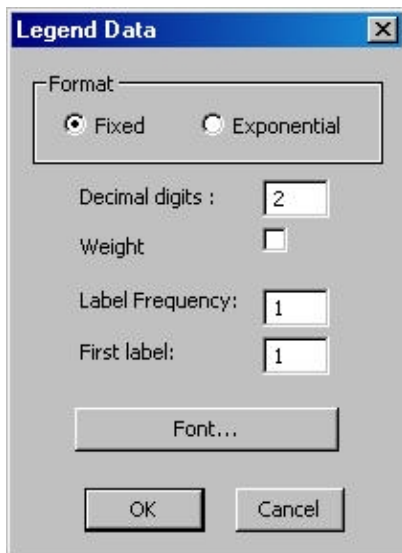 Legend Data
Format
Fixed Exponential
Decimal digits : 2
Weight
Label Frequency: 1
First label: 1
Font...
OK Cancel